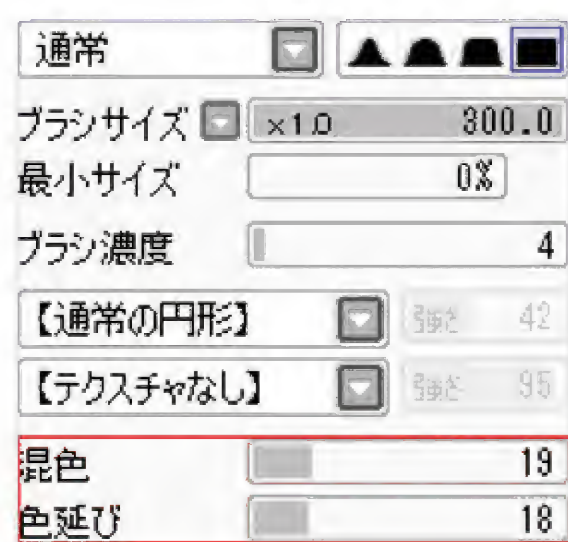 通常
ブラシサイズ ×1.0 300.0
最小サイズ 0%
ブラシ濃度 4
【通常の円形】 強さ 42
【テクスチャなし】 強さ 95
混色 19
色延び 18